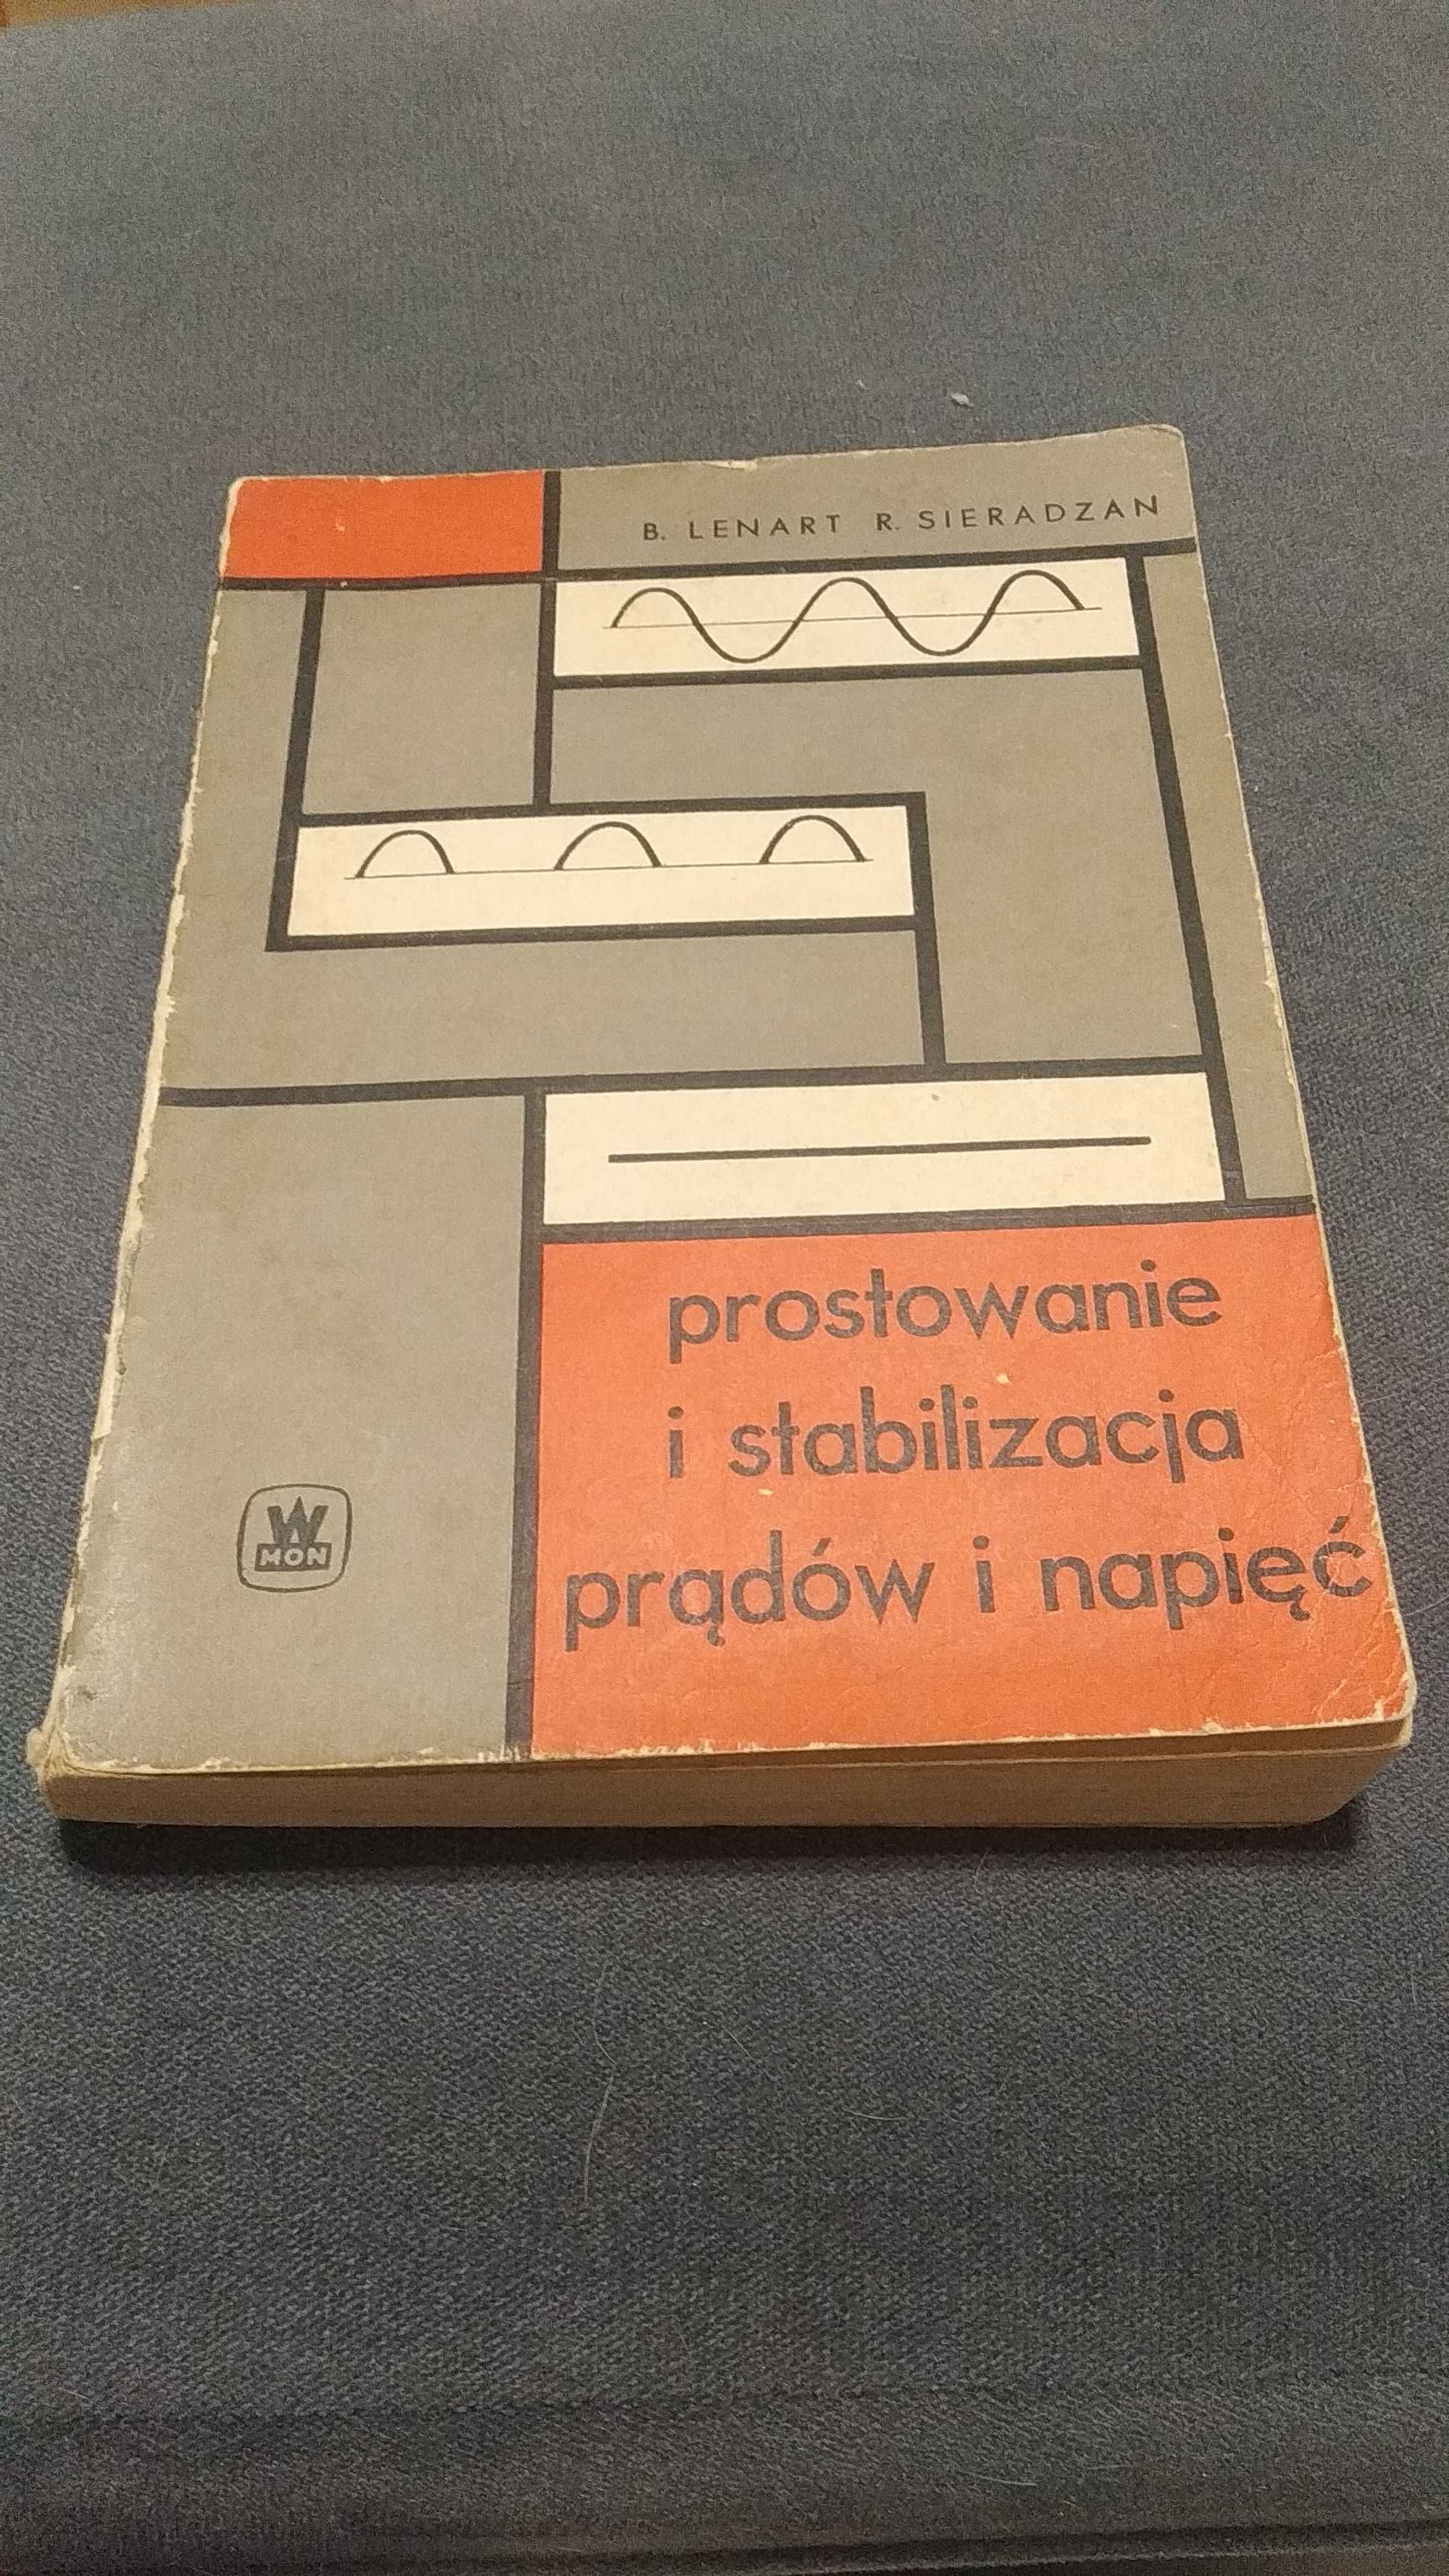 B. LENART R. SIERADZAN
prostowanie
i stabilizacja
prądów i napięć
W
MON